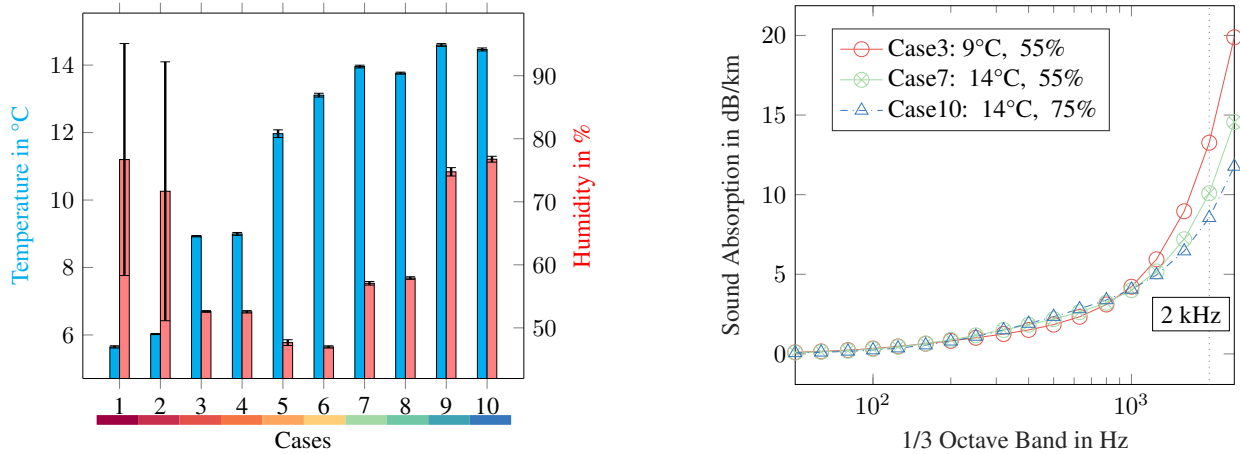 14
12
10
8
6
Temperature in °C
90
80
70
60
50
Humidity in %
1 2 3 4 5 6 7 8 9 10
Cases
20
15
10
5
0
Sound Absorption in dB/km
Case3: 9°C, 55%
Case7: 14°C, 55%
Case10: 14°C, 75%
2 kHz
10² 10³
1/3 Octave Band in Hz